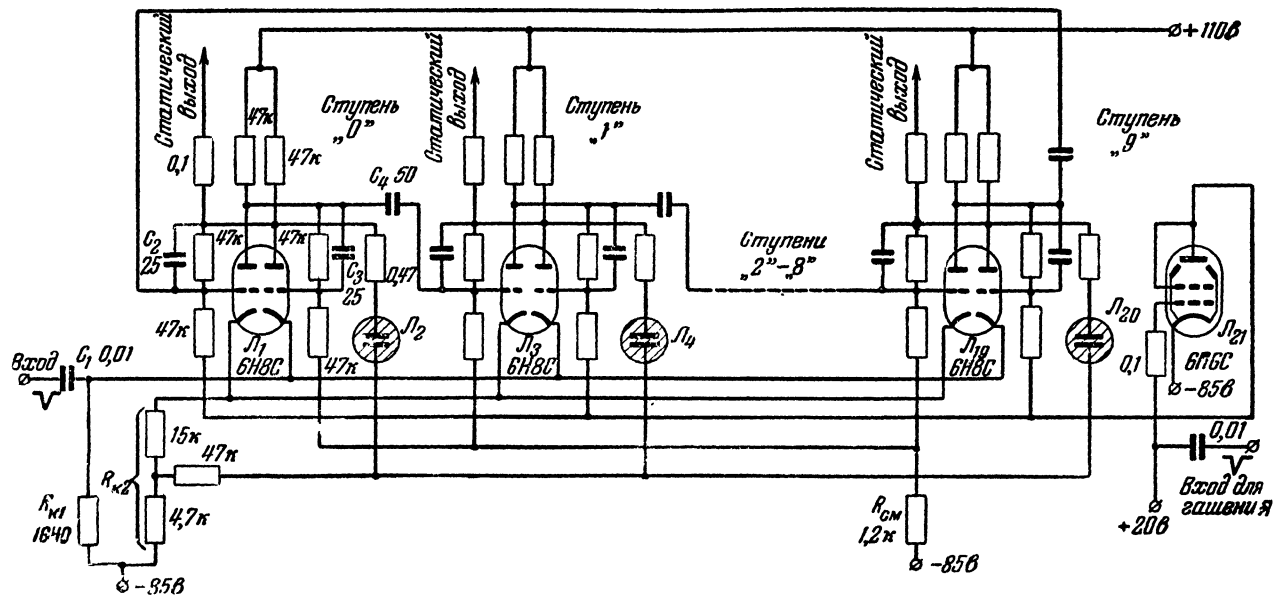 Статический
выход
+110в
Ступень
„0”
Статический
выход
Ступень
„1”
Статический
выход
Ступень
„9”
47к
0,1
47к
C₄ 50
C₂
25
47к
47к
C₃
25
0,47
Ступени
„2”–„8”
47к
Л₁
6Н8С
47к
Л₂
Л₃
6Н8С
Л₄
Л₁₉
6Н8С
Л₂₀
0,1
Л₂₁
6П6С
–85в
Вход
C₁ 0,01
15к
47к
Rк2
4,7к
Rк1
1640
–85в
Rсм
1,2к
–85в
0,01
Вход для
гашения
+20в